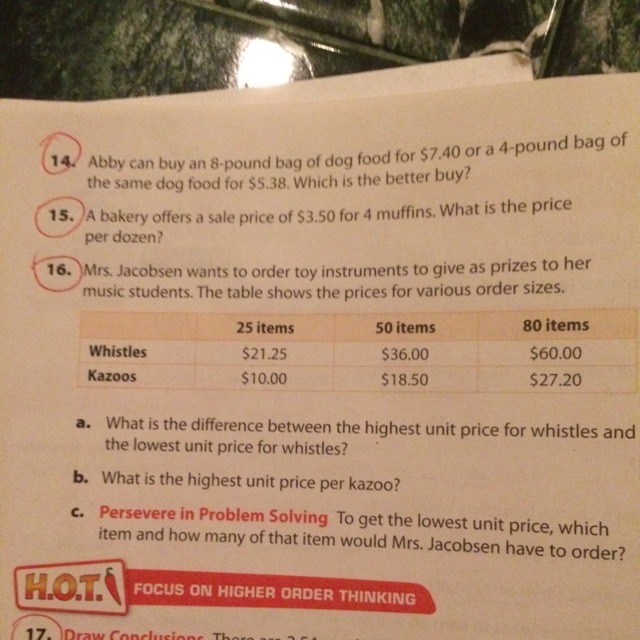 14. Abby can buy an 8-pound bag of dog food for $7.40 or a 4-pound bag of
the same dog food for $5.38. Which is the better buy?
15. A bakery offers a sale price of $3.50 for 4 muffins. What is the price
per dozen?
16. Mrs. Jacobsen wants to order toy instruments to give as prizes to her
music students. The table shows the prices for various order sizes.
25 items 50 items 80 items
Whistles $21.25 $36.00 $60.00
Kazoos $10.00 $18.50 $27.20
a. What is the difference between the highest unit price for whistles and
the lowest unit price for whistles?
b. What is the highest unit price per kazoo?
c. Persevere in Problem Solving To get the lowest unit price, which
item and how many of that item would Mrs. Jacobsen have to order?
H.O.T. FOCUS ON HIGHER ORDER THINKING
17. Draw Conclusions There are